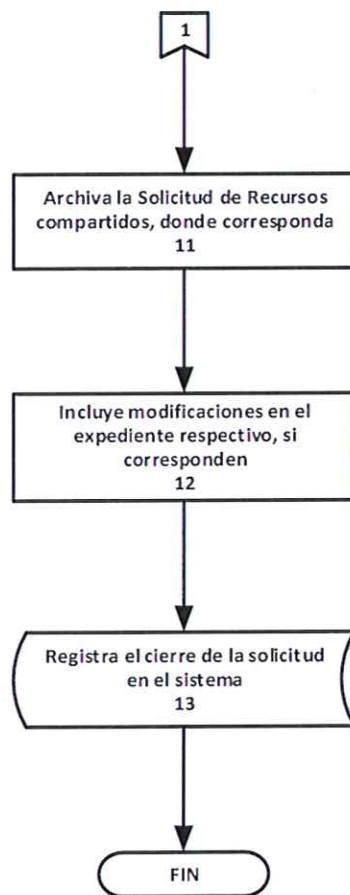 1
Archiva la Solicitud de Recursos
compartidos, donde corresponda
11
Incluye modificaciones en el
expediente respectivo, si
corresponden
12
Registra el cierre de la solicitud
en el sistema
13
FIN